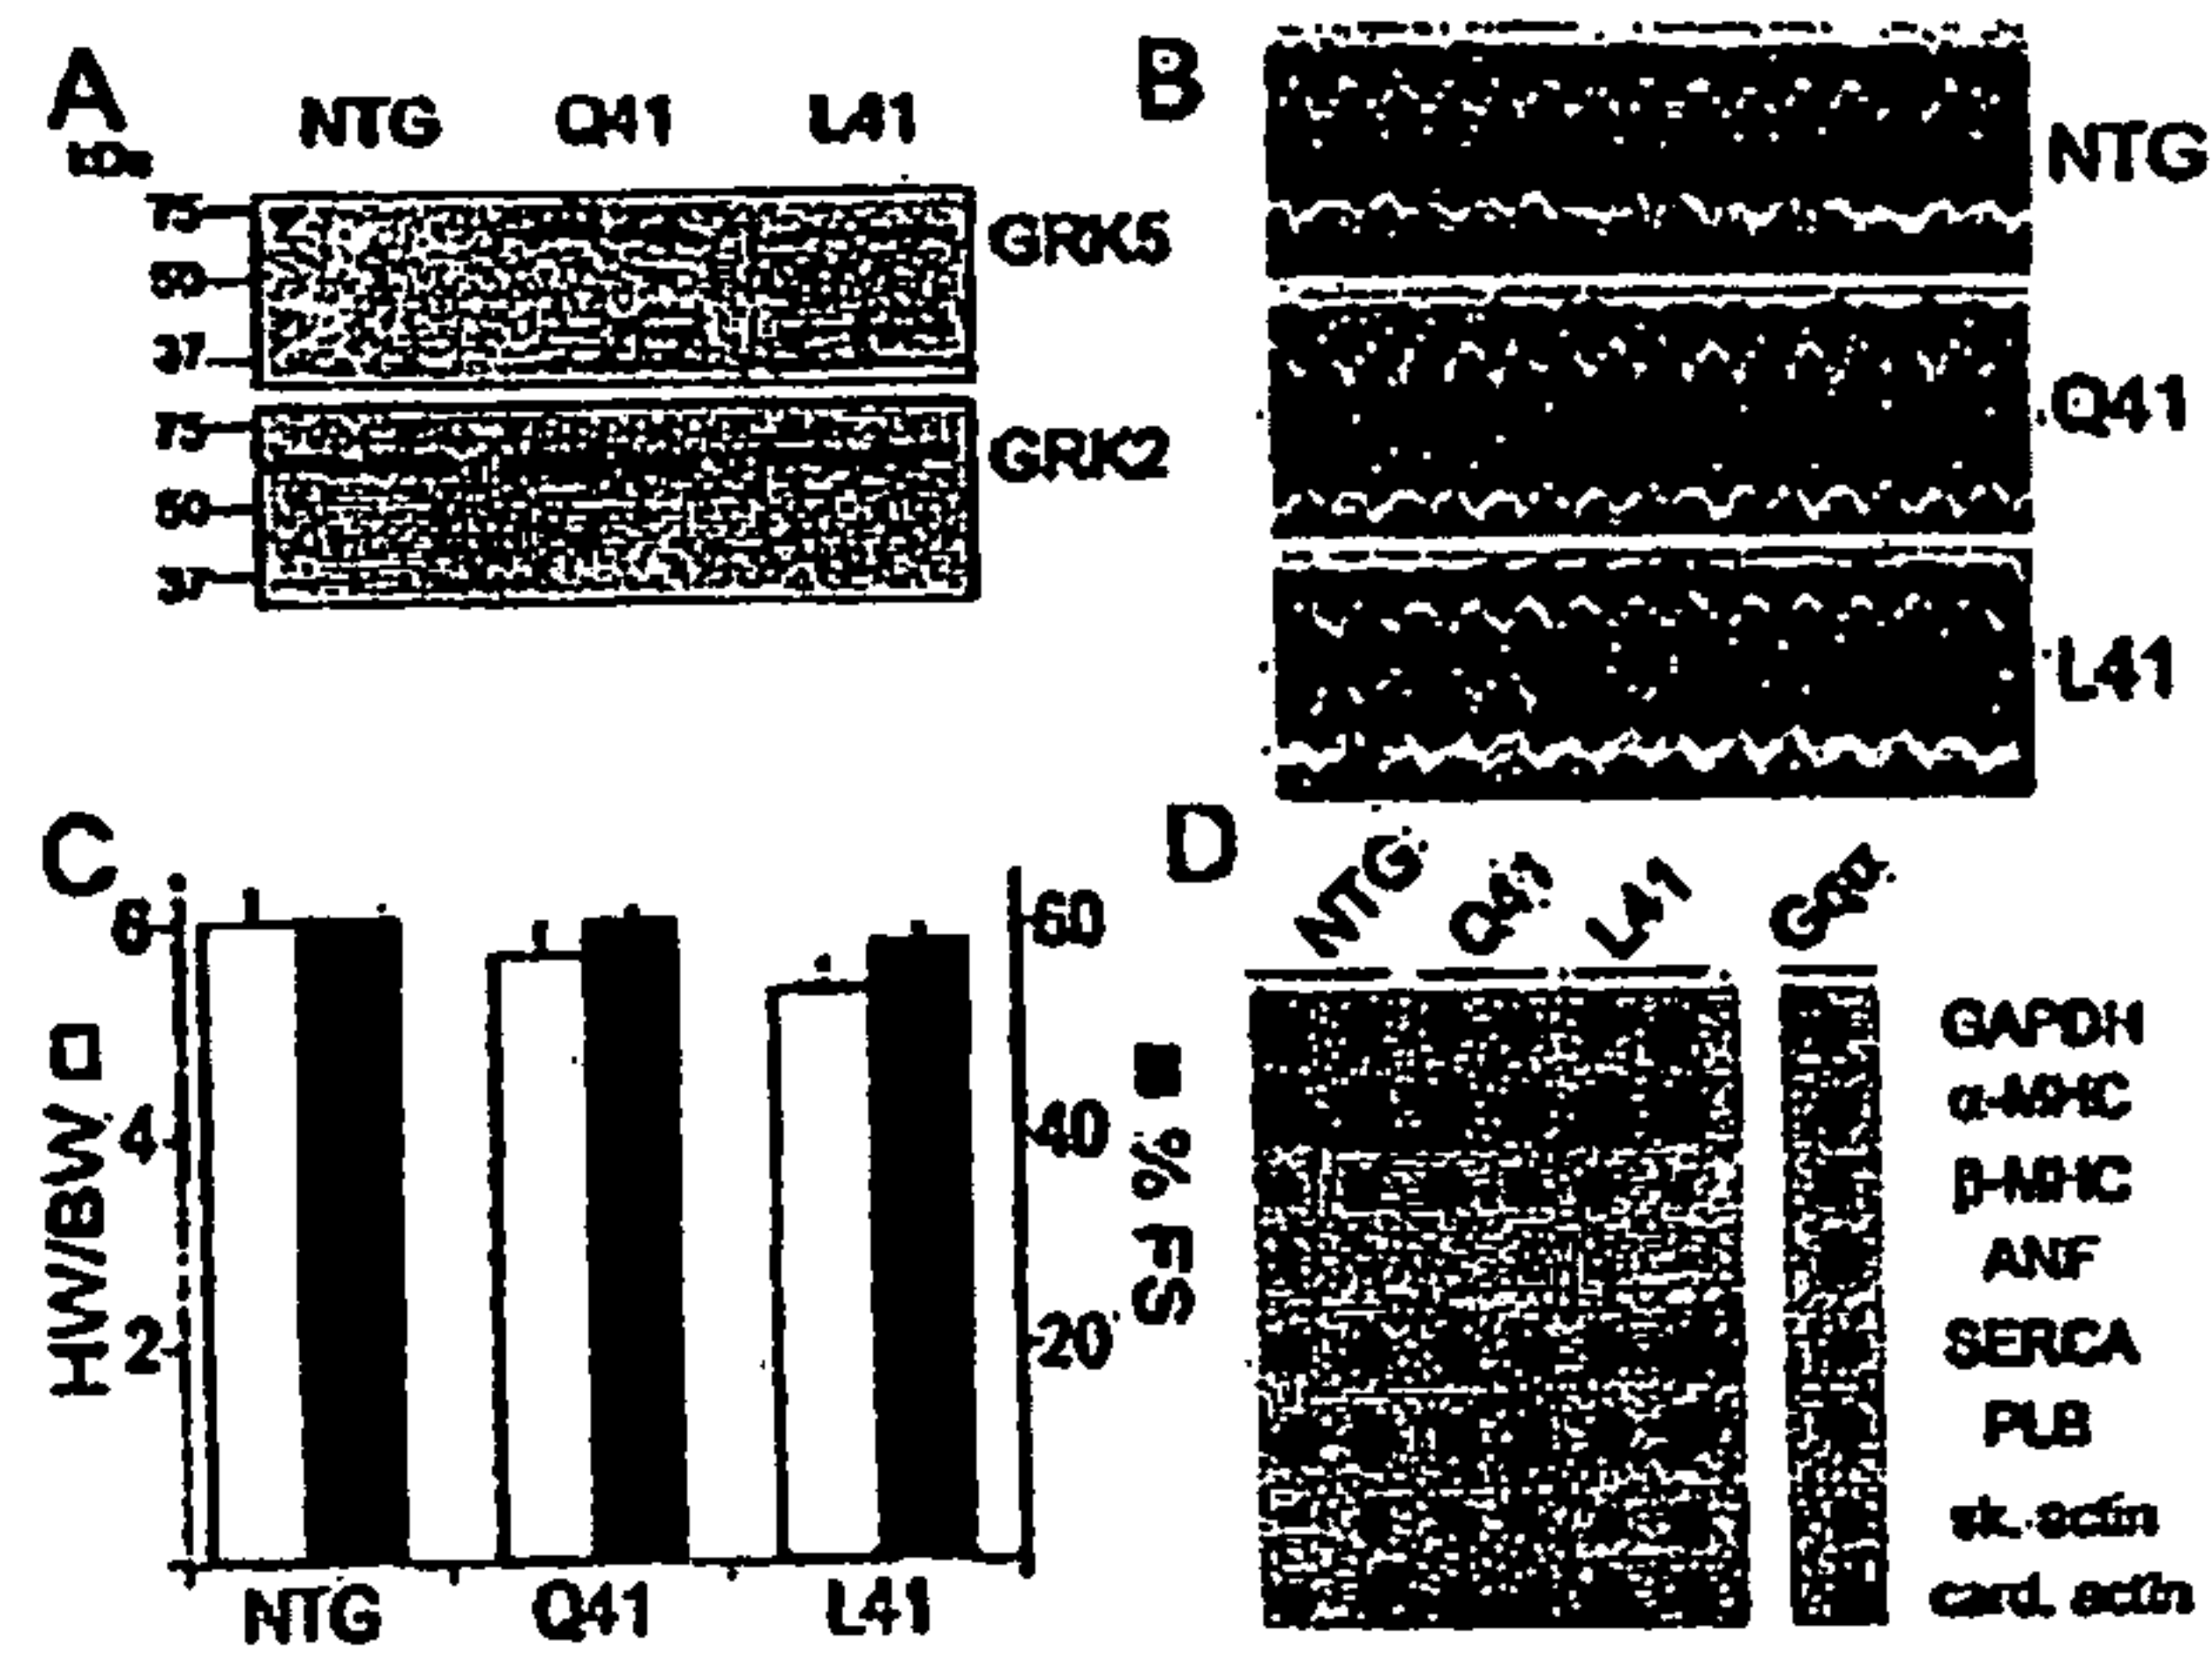 A
NTG Q41 L41
75
GRK5
37
75
GRK2
50
37
B
NTG
Q41
L41
C
HW/BW □
6
4
2
NTG Q41 L41
60
40
20
■ % FS
D
NTG Q41 L41 Gαq
GAPDH
α-MHC
β-MHC
ANF
SERCA
PLB
sk. actin
card. actin